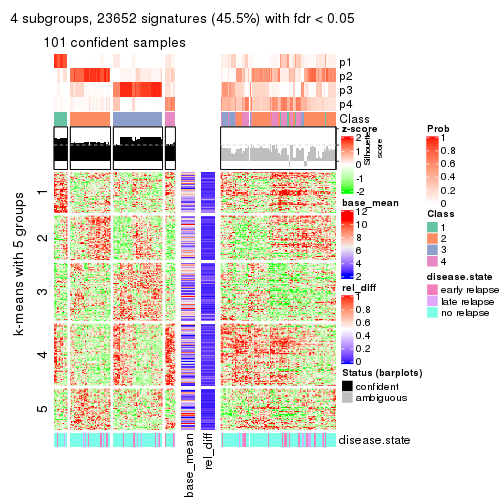 4 subgroups, 23652 signatures (45.5%) with fdr < 0.05
101 confident samples
p1
p2
p3
p4
Class
Silhouette
score
k-means with 5 groups
1
2
3
4
5
disease.state
base_mean
rel_diff
z-score
2
1
0
-1
-2
base_mean
12
10
8
6
4
2
rel_diff
1
0.8
0.6
0.4
0.2
0
Status (barplots)
confident
ambiguous
Prob
1
0.8
0.6
0.4
0.2
0
Class
1
2
3
4
disease.state
early relapse
late relapse
no relapse